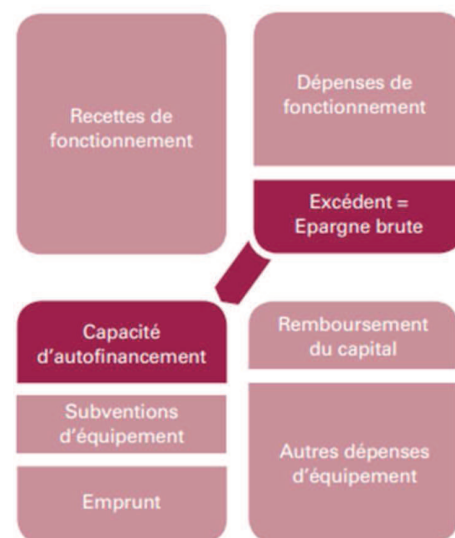 Recettes de
fonctionnement
Dépenses de
fonctionnement
Excédent =
Epargne brute
Capacité
d'autofinancement
Subventions
d'équipement
Emprunt
Remboursement
du capital
Autres dépenses
d'équipement